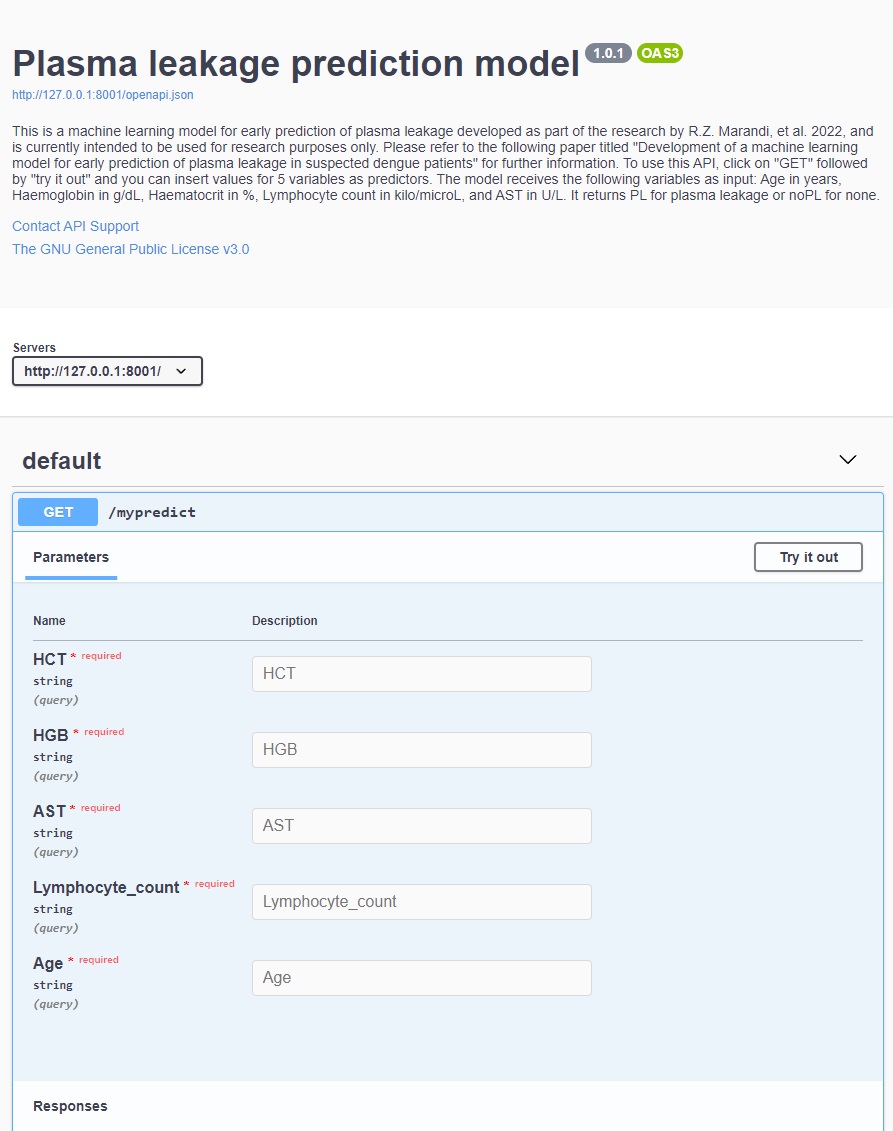 Plasma leakage prediction model 1.0.1 OAS3
http://127.0.0.1:8001/openapi.json
This is a machine learning model for early prediction of plasma leakage developed as part of the research by R.Z. Marandi, et al. 2022, and
is currently intended to be used for research purposes only. Please refer to the following paper titled "Development of a machine learning
model for early prediction of plasma leakage in suspected dengue patients" for further information. To use this API, click on "GET" followed
by "try it out" and you can insert values for 5 variables as predictors. The model receives the following variables as input: Age in years,
Haemoglobin in g/dL, Haematocrit in %, Lymphocyte count in kilo/microL, and AST in U/L. It returns PL for plasma leakage or noPL for none.
Contact API Support
The GNU General Public License v3.0
Servers
http://127.0.0.1:8001/
default
GET /mypredict
Parameters Try it out
Name Description
HCT * required
string
(query)
HCT
HGB * required
string
(query)
HGB
AST * required
string
(query)
AST
Lymphocyte_count * required
string
(query)
Lymphocyte_count
Age * required
string
(query)
Age
Responses